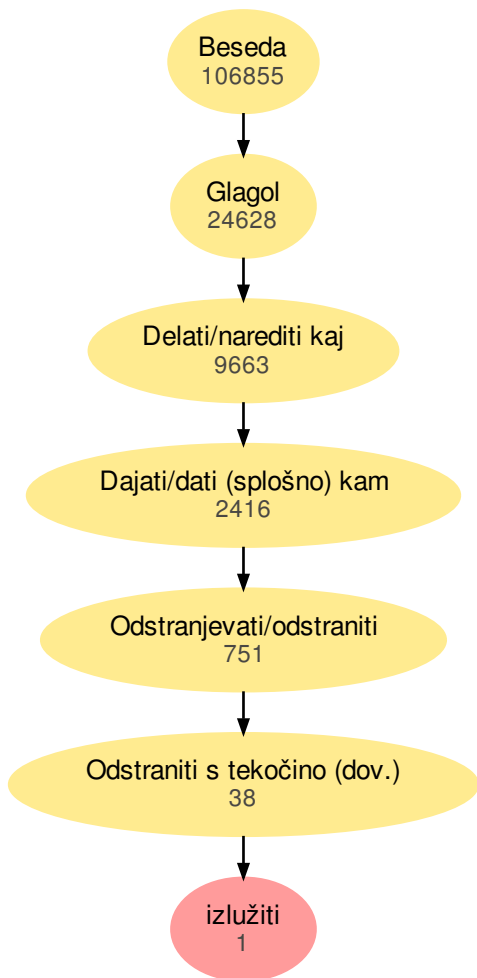 Beseda
106855
Glagol
24628
Delati/narediti kaj
9663
Dajati/dati (splošno) kam
2416
Odstranjevati/odstraniti
751
Odstraniti s tekočino (dov.)
38
izlužiti
1